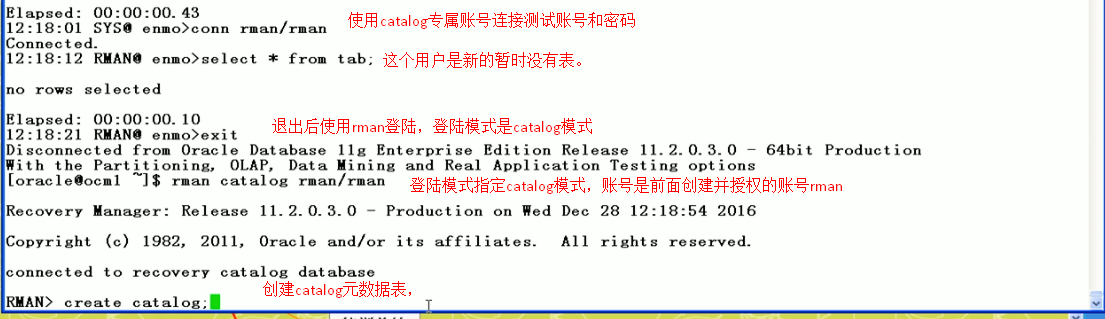 Elapsed: 00:00:00.43
12:18:01 SYS@ enmo>conn rman/rman 使用catalog专属账号连接测试账号和密码
Connected.
12:18:12 RMAN@ enmo>select * from tab; 这个用户是新的暂时没有表。
no rows selected
Elapsed: 00:00:00.10
12:18:21 RMAN@ enmo>exit 退出后使用rman登陆，登陆模式是catalog模式
Disconnected from Oracle Database 11g Enterprise Edition Release 11.2.0.3.0 - 64bit Production
With the Partitioning, OLAP, Data Mining and Real Application Testing options
[oracle@ocm1 ~]$ rman catalog rman/rman 登陆模式指定catalog模式，账号是前面创建并授权的账号rman
Recovery Manager: Release 11.2.0.3.0 - Production on Wed Dec 28 12:18:54 2016
Copyright (c) 1982, 2011, Oracle and/or its affiliates.  All rights reserved.
connected to recovery catalog database
创建catalog元数据表，
RMAN> create catalog;